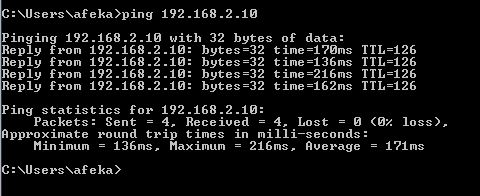 C:\Users\afeka>ping 192.168.2.10
Pinging 192.168.2.10 with 32 bytes of data:
Reply from 192.168.2.10: bytes=32 time=170ms TTL=126
Reply from 192.168.2.10: bytes=32 time=136ms TTL=126
Reply from 192.168.2.10: bytes=32 time=216ms TTL=126
Reply from 192.168.2.10: bytes=32 time=162ms TTL=126
Ping statistics for 192.168.2.10:
    Packets: Sent = 4, Received = 4, Lost = 0 (0% loss),
Approximate round trip times in milli-seconds:
    Minimum = 136ms, Maximum = 216ms, Average = 171ms
C:\Users\afeka>